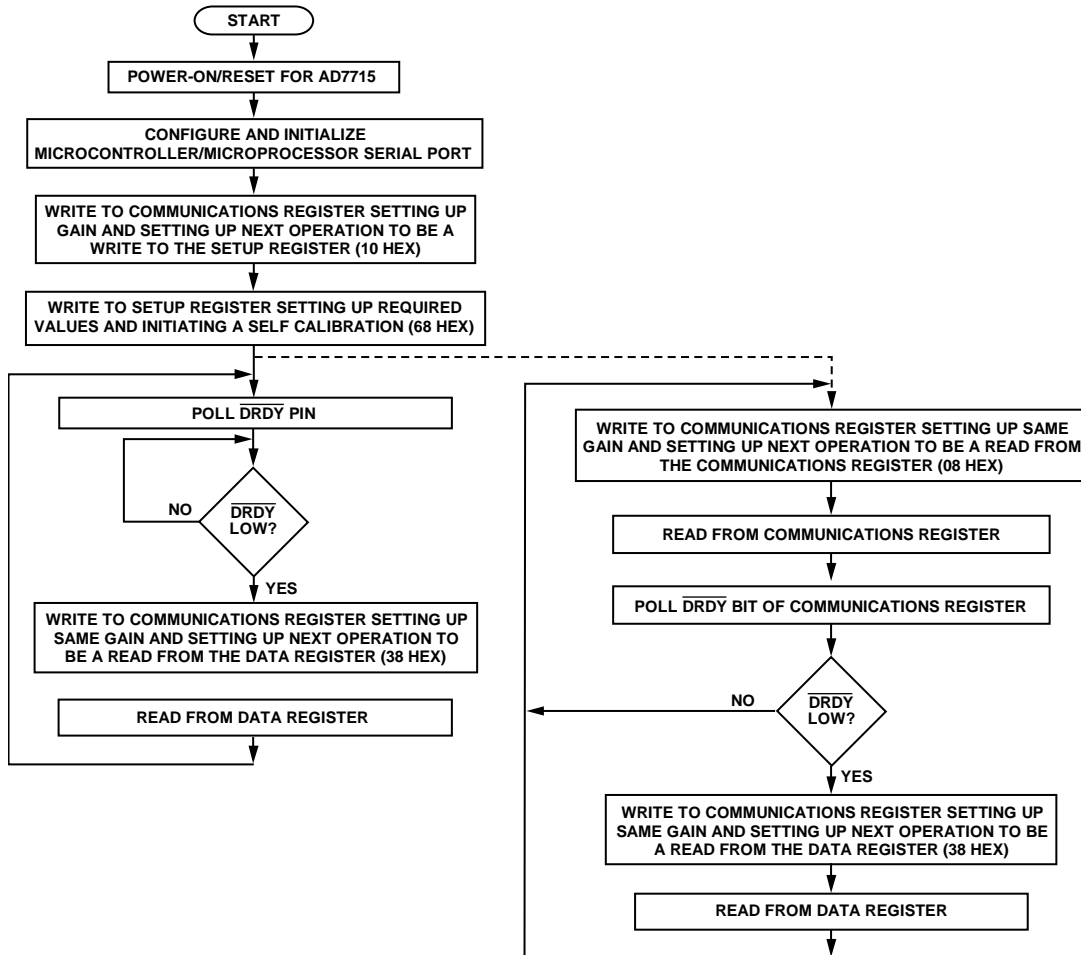 START
POWER-ON/RESET FOR AD7715
CONFIGURE AND INITIALIZE
MICROCONTROLLER/MICROPROCESSOR SERIAL PORT
WRITE TO COMMUNICATIONS REGISTER SETTING UP
GAIN AND SETTING UP NEXT OPERATION TO BE A
WRITE TO THE SETUP REGISTER (10 HEX)
WRITE TO SETUP REGISTER SETTING UP REQUIRED
VALUES AND INITIATING A SELF CALIBRATION (68 HEX)
POLL D̅R̅D̅Y̅ PIN
NO
D̅R̅D̅Y̅
LOW?
YES
WRITE TO COMMUNICATIONS REGISTER SETTING UP
SAME GAIN AND SETTING UP NEXT OPERATION TO
BE A READ FROM THE DATA REGISTER (38 HEX)
READ FROM DATA REGISTER
WRITE TO COMMUNICATIONS REGISTER SETTING UP SAME
GAIN AND SETTING UP NEXT OPERATION TO BE A READ FROM
THE COMMUNICATIONS REGISTER (08 HEX)
READ FROM COMMUNICATIONS REGISTER
POLL D̅R̅D̅Y̅ BIT OF COMMUNICATIONS REGISTER
NO
D̅R̅D̅Y̅
LOW?
YES
WRITE TO COMMUNICATIONS REGISTER SETTING UP
SAME GAIN AND SETTING UP NEXT OPERATION TO BE
A READ FROM THE DATA REGISTER (38 HEX)
READ FROM DATA REGISTER